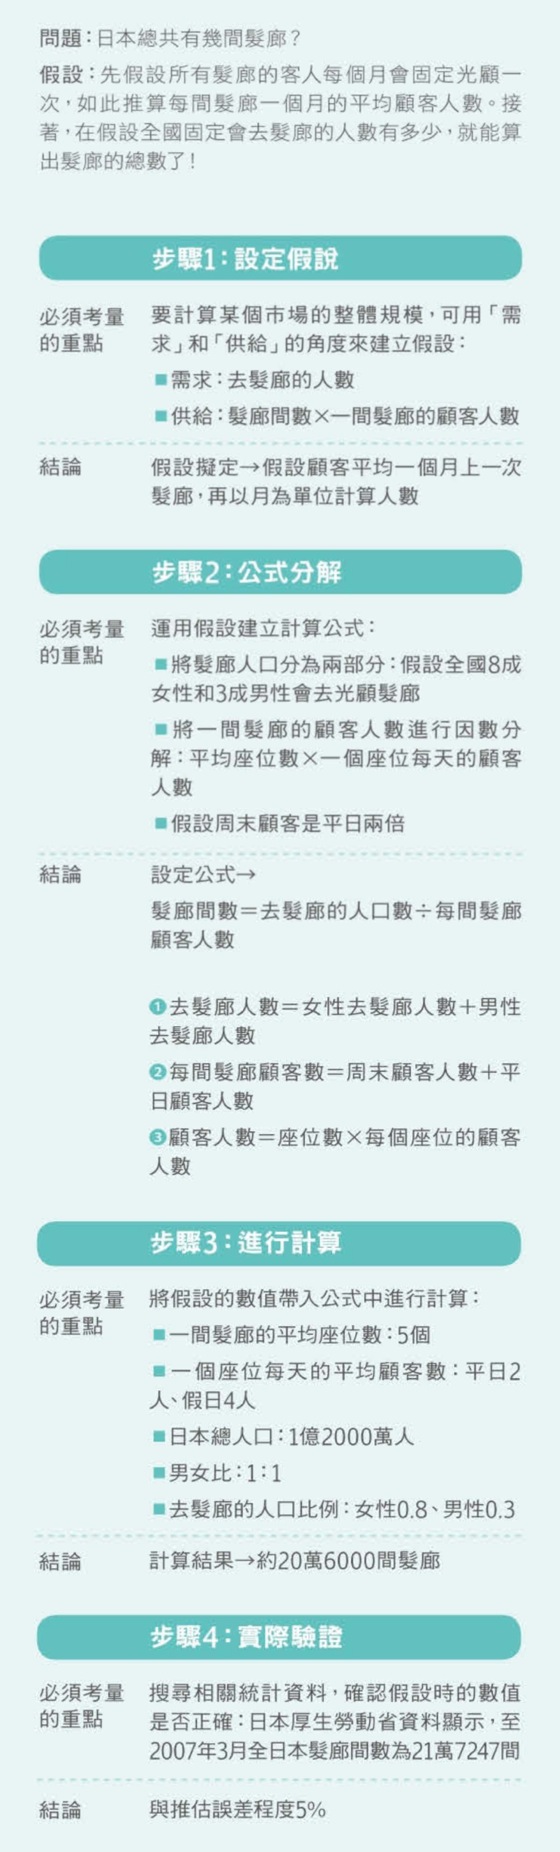 問題：日本總共有幾間髮廊？
假設：先假設所有髮廊的客人每個月會固定光顧一
次，如此推算每間髮廊一個月的平均顧客人數。接
著，在假設全國固定會去髮廊的人數有多少，就能算
出髮廊的總數了！
步驟1：設定假說
必須考量
的重點
要計算某個市場的整體規模，可用「需
求」和「供給」的角度來建立假設：
■需求：去髮廊的人數
■供給：髮廊間數×一間髮廊的顧客人數
結論
假設擬定→假設顧客平均一個月上一次
髮廊，再以月為單位計算人數
步驟2：公式分解
必須考量
的重點
運用假設建立計算公式：
■將髮廊人口分為兩部分：假設全國8成
女性和3成男性會去光顧髮廊
■將一間髮廊的顧客人數進行因數分
解：平均座位數×一個座位每天的顧客
人數
■假設周末顧客是平日兩倍
結論
設定公式→
髮廊間數＝去髮廊的人口數÷每間髮廊
顧客人數
❶去髮廊人數＝女性去髮廊人數＋男性
去髮廊人數
❷每間髮廊顧客數＝周末顧客人數＋平
日顧客人數
❸顧客人數＝座位數×每個座位的顧客
人數
步驟3：進行計算
必須考量
的重點
將假設的數值帶入公式中進行計算：
■一間髮廊的平均座位數：5個
■一個座位每天的平均顧客數：平日2
人、假日4人
■日本總人口：1億2000萬人
■男女比：1：1
■去髮廊的人口比例：女性0.8、男性0.3
結論
計算結果→約20萬6000間髮廊
步驟4：實際驗證
必須考量
的重點
搜尋相關統計資料，確認假設時的數值
是否正確：日本厚生勞動省資料顯示，至
2007年3月全日本髮廊間數為21萬7247間
結論
與推估誤差程度5%